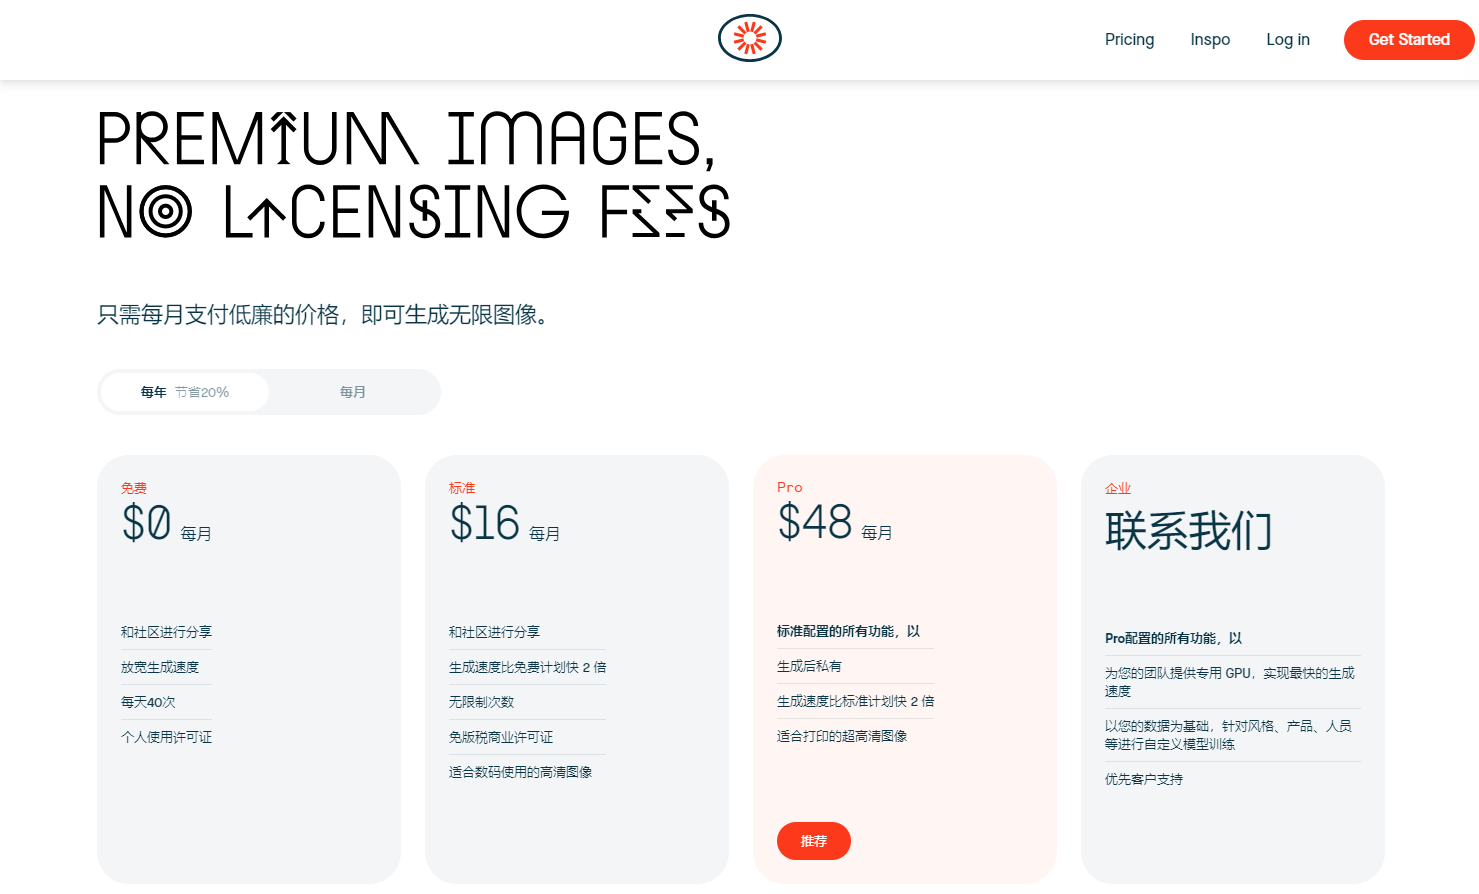 Pricing Inspo Log in Get Started
PREMIUM IMAGES,
NO LICENSING FEES
只需每月支付低廉的价格，即可生成无限图像。
每年 节省20% 每月
免费
$0 每月
和社区进行分享
放宽生成速度
每天40次
个人使用许可证
标准
$16 每月
和社区进行分享
生成速度比免费计划快 2 倍
无限制次数
免版税商业许可证
适合数码使用的高清图像
Pro
$48 每月
标准配置的所有功能，以
生成后私有
生成速度比标准计划快 2 倍
适合打印的超高清图像
推荐
企业
联系我们
Pro配置的所有功能，以
为您的团队提供专用 GPU，实现最快的生成
速度
以您的数据为基础，针对风格、产品、人员
等进行自定义模型训练
优先客户支持